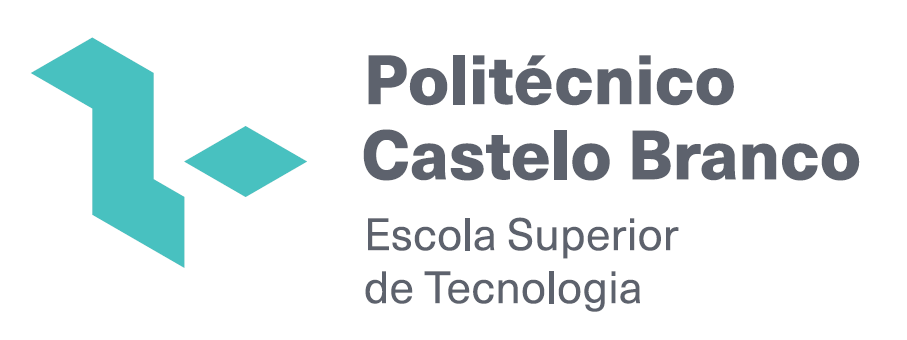 Politécnico
Castelo Branco
Escola Superior
de Tecnologia